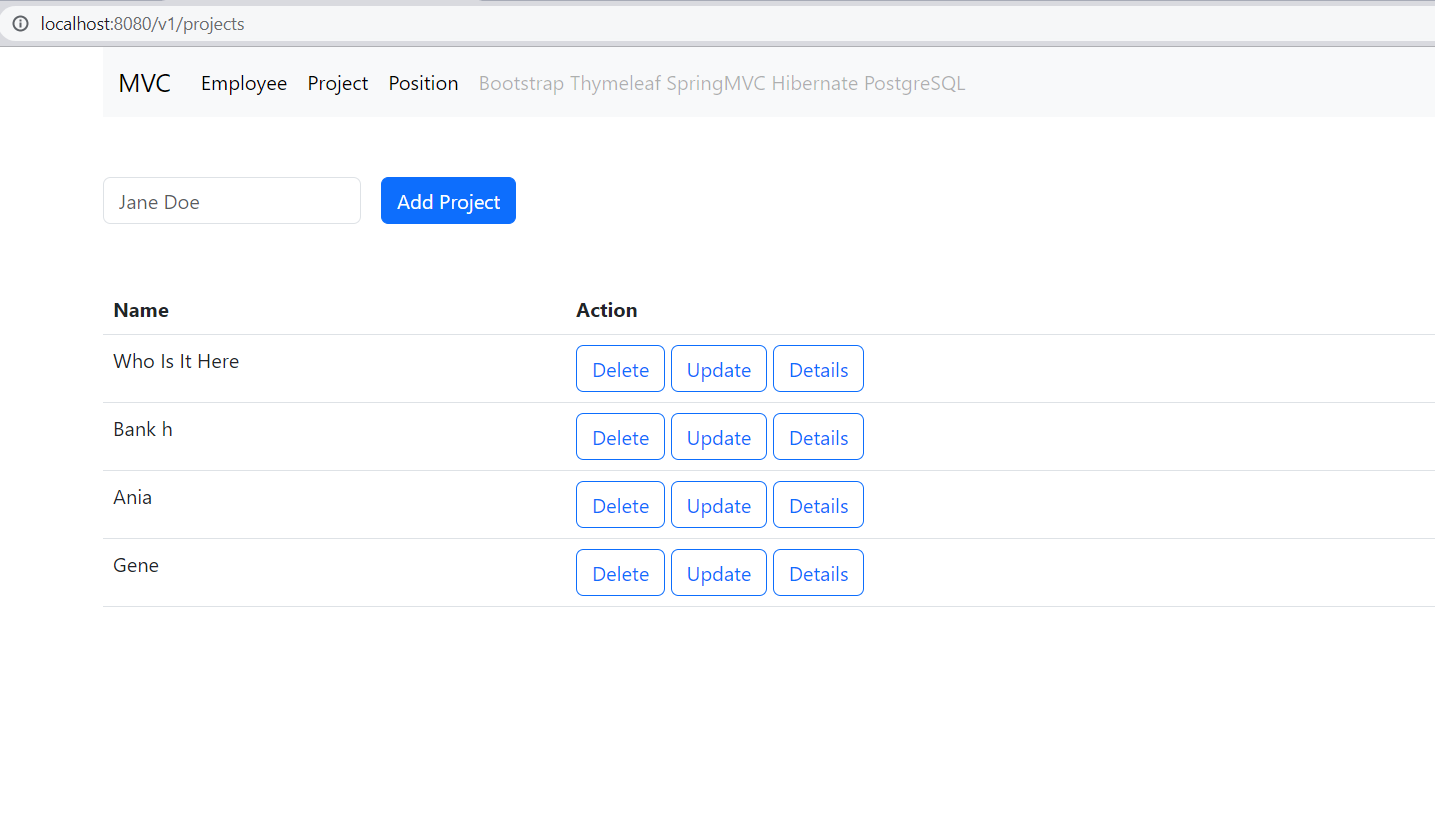 localhost:8080/v1/projects
MVC Employee Project Position Bootstrap Thymeleaf SpringMVC Hibernate PostgreSQL
Jane Doe Add Project
Name Action
Who Is It Here Delete Update Details
Bank h Delete Update Details
Ania Delete Update Details
Gene Delete Update Details